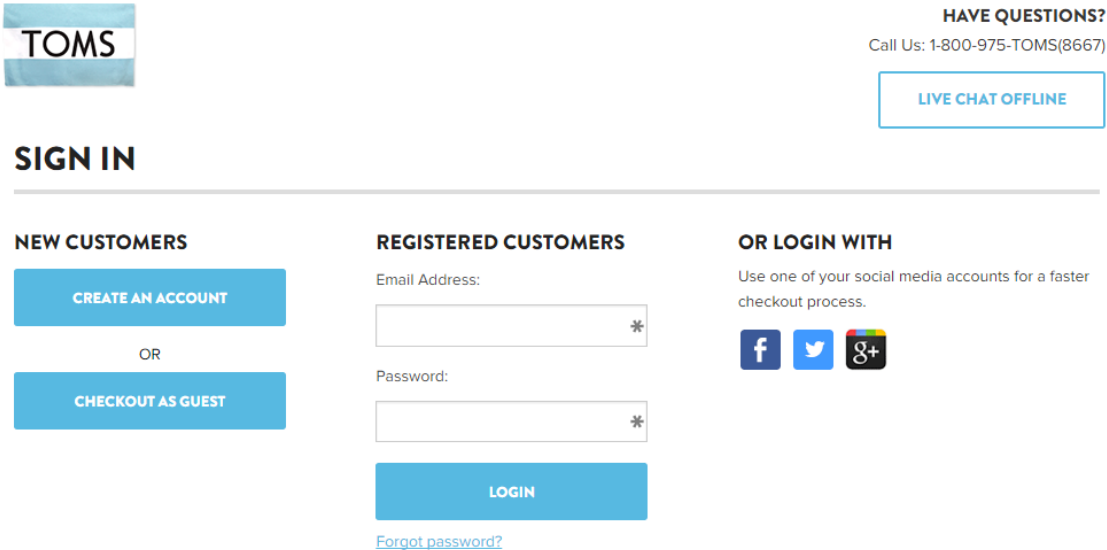 TOMS
HAVE QUESTIONS?
Call Us: 1-800-975-TOMS(8667)
LIVE CHAT OFFLINE
SIGN IN
NEW CUSTOMERS
CREATE AN ACCOUNT
OR
CHECKOUT AS GUEST
REGISTERED CUSTOMERS
Email Address:
*
Password:
*
LOGIN
Forgot password?
OR LOGIN WITH
Use one of your social media accounts for a faster
checkout process.
f
g+